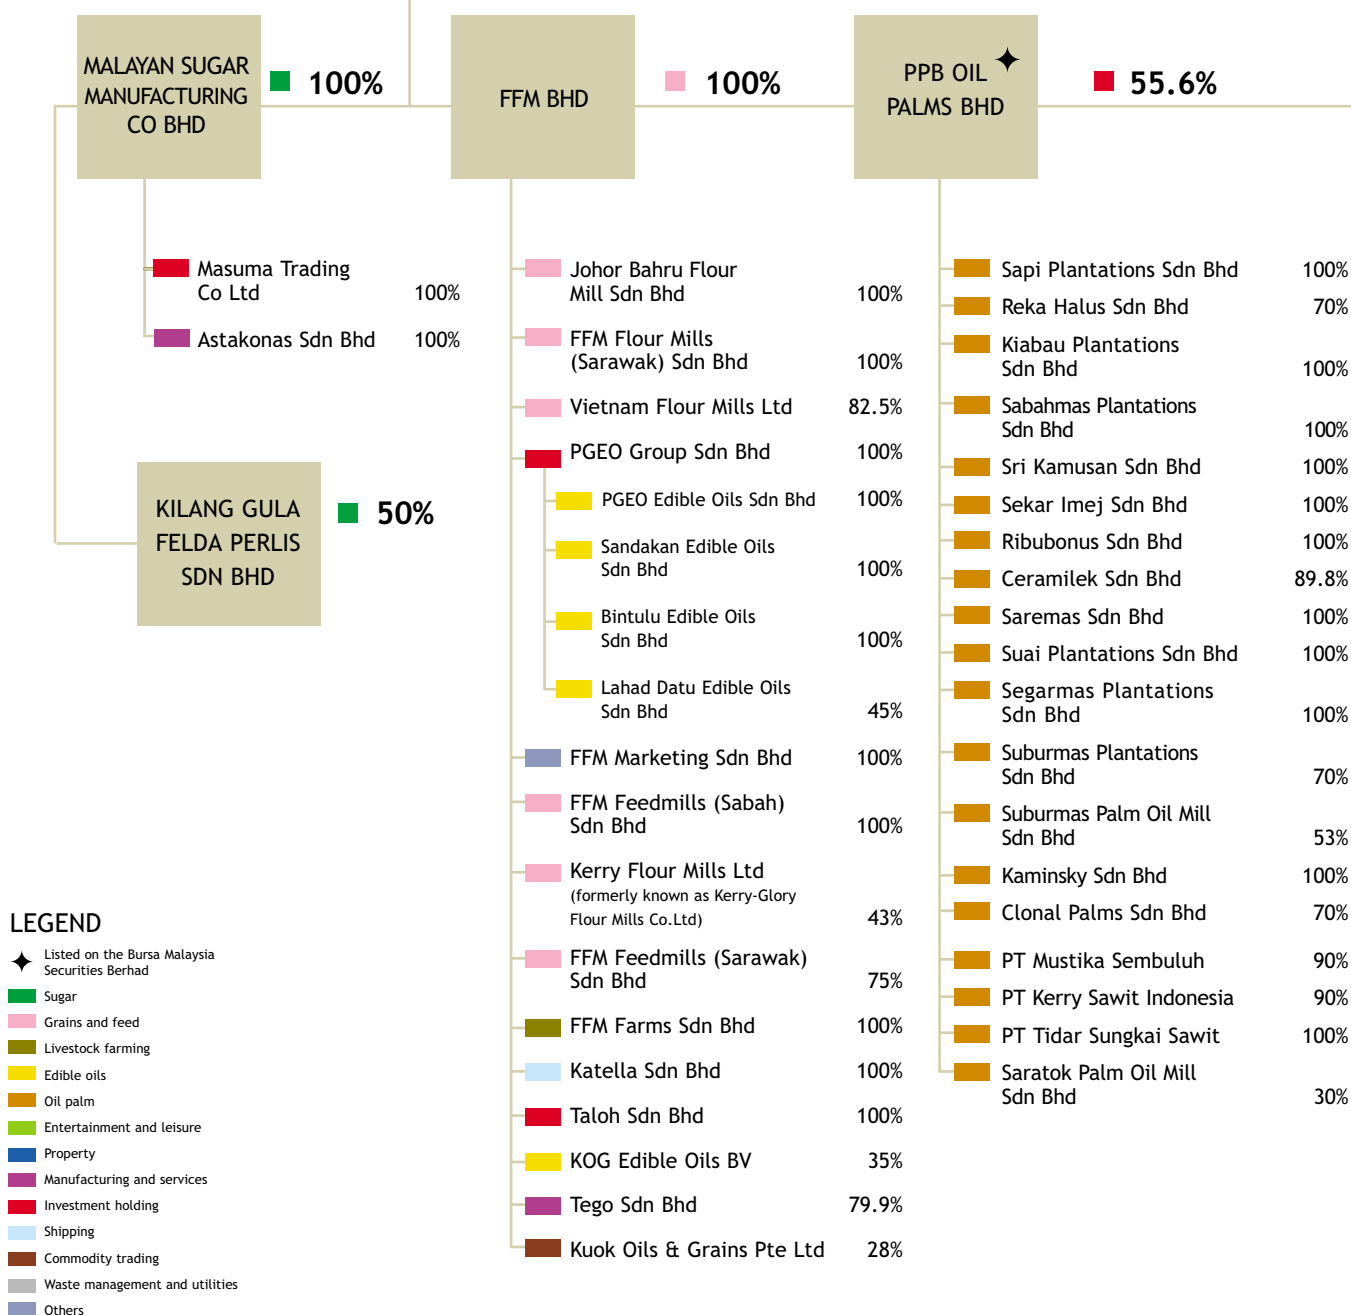 MALAYAN SUGAR
MANUFACTURING
CO BHD
100%
FFM BHD
100%
PPB OIL
PALMS BHD
55.6%
Masuma Trading
Co Ltd 100%
Astakonas Sdn Bhd 100%
KILANG GULA
FELDA PERLIS
SDN BHD
50%
Johor Bahru Flour
Mill Sdn Bhd 100%
FFM Flour Mills
(Sarawak) Sdn Bhd 100%
Vietnam Flour Mills Ltd 82.5%
PGEO Group Sdn Bhd 100%
PGEO Edible Oils Sdn Bhd 100%
Sandakan Edible Oils
Sdn Bhd 100%
Bintulu Edible Oils
Sdn Bhd 100%
Lahad Datu Edible Oils
Sdn Bhd 45%
FFM Marketing Sdn Bhd 100%
FFM Feedmills (Sabah)
Sdn Bhd 100%
Kerry Flour Mills Ltd
(formerly known as Kerry-Glory
Flour Mills Co.Ltd) 43%
FFM Feedmills (Sarawak)
Sdn Bhd 75%
FFM Farms Sdn Bhd 100%
Katella Sdn Bhd 100%
Taloh Sdn Bhd 100%
KOG Edible Oils BV 35%
Tego Sdn Bhd 79.9%
Kuok Oils & Grains Pte Ltd 28%
Sapi Plantations Sdn Bhd 100%
Reka Halus Sdn Bhd 70%
Kiabau Plantations
Sdn Bhd 100%
Sabahmas Plantations
Sdn Bhd 100%
Sri Kamusan Sdn Bhd 100%
Sekar Imej Sdn Bhd 100%
Ribubonus Sdn Bhd 100%
Ceramilek Sdn Bhd 89.8%
Saremas Sdn Bhd 100%
Suai Plantations Sdn Bhd 100%
Segarmas Plantations
Sdn Bhd 100%
Suburmas Plantations
Sdn Bhd 70%
Suburmas Palm Oil Mill
Sdn Bhd 53%
Kaminsky Sdn Bhd 100%
Clonal Palms Sdn Bhd 70%
PT Mustika Sembuluh 90%
PT Kerry Sawit Indonesia 90%
PT Tidar Sungkai Sawit 100%
Saratok Palm Oil Mill
Sdn Bhd 30%
LEGEND
Listed on the Bursa Malaysia
Securities Berhad
Sugar
Grains and feed
Livestock farming
Edible oils
Oil palm
Entertainment and leisure
Property
Manufacturing and services
Investment holding
Shipping
Commodity trading
Waste management and utilities
Others